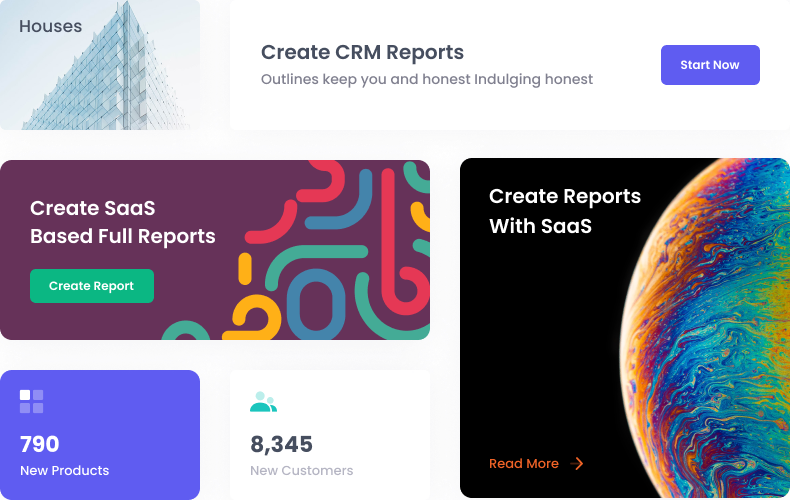 Houses
Create CRM Reports
Outlines keep you and honest Indulging honest
Start Now
Create SaaS
Based Full Reports
Create Report
Create Reports
With SaaS
Read More
790
New Products
8,345
New Customers